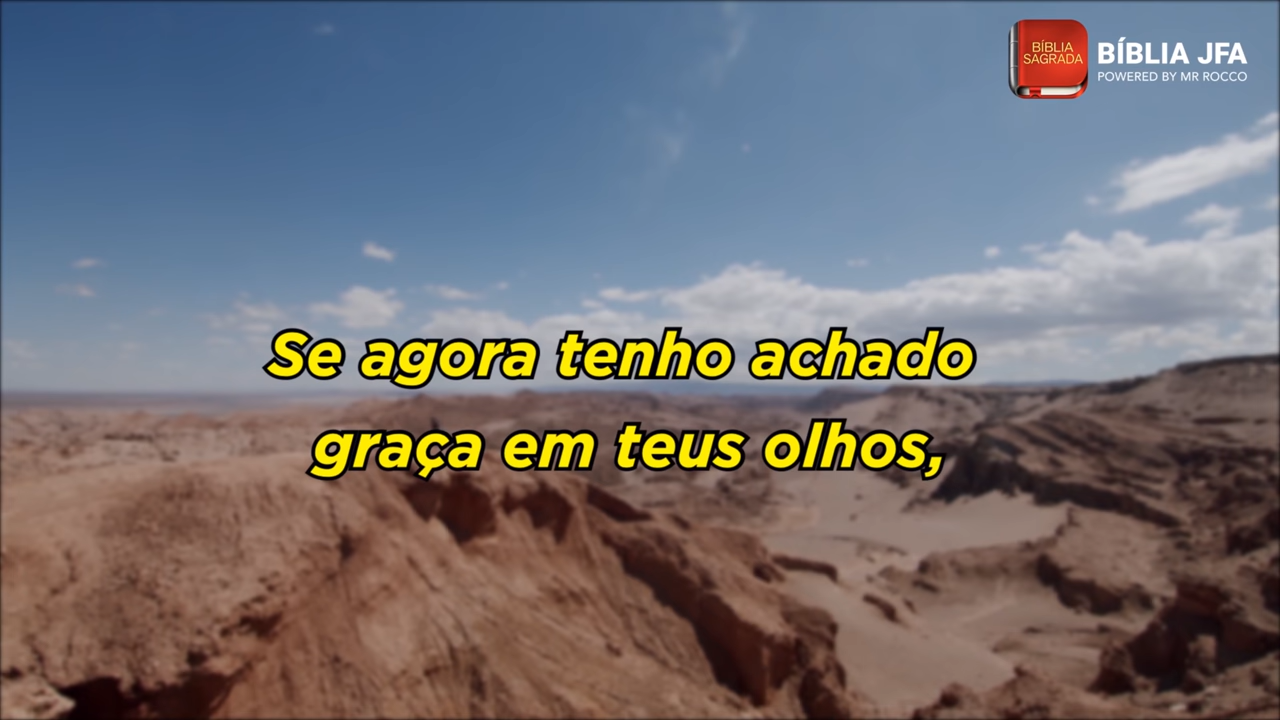 BÍBLIA
SAGRADA
BÍBLIA JFA
POWERED BY MR ROCCO
Se agora tenho achado
graça em teus olhos,